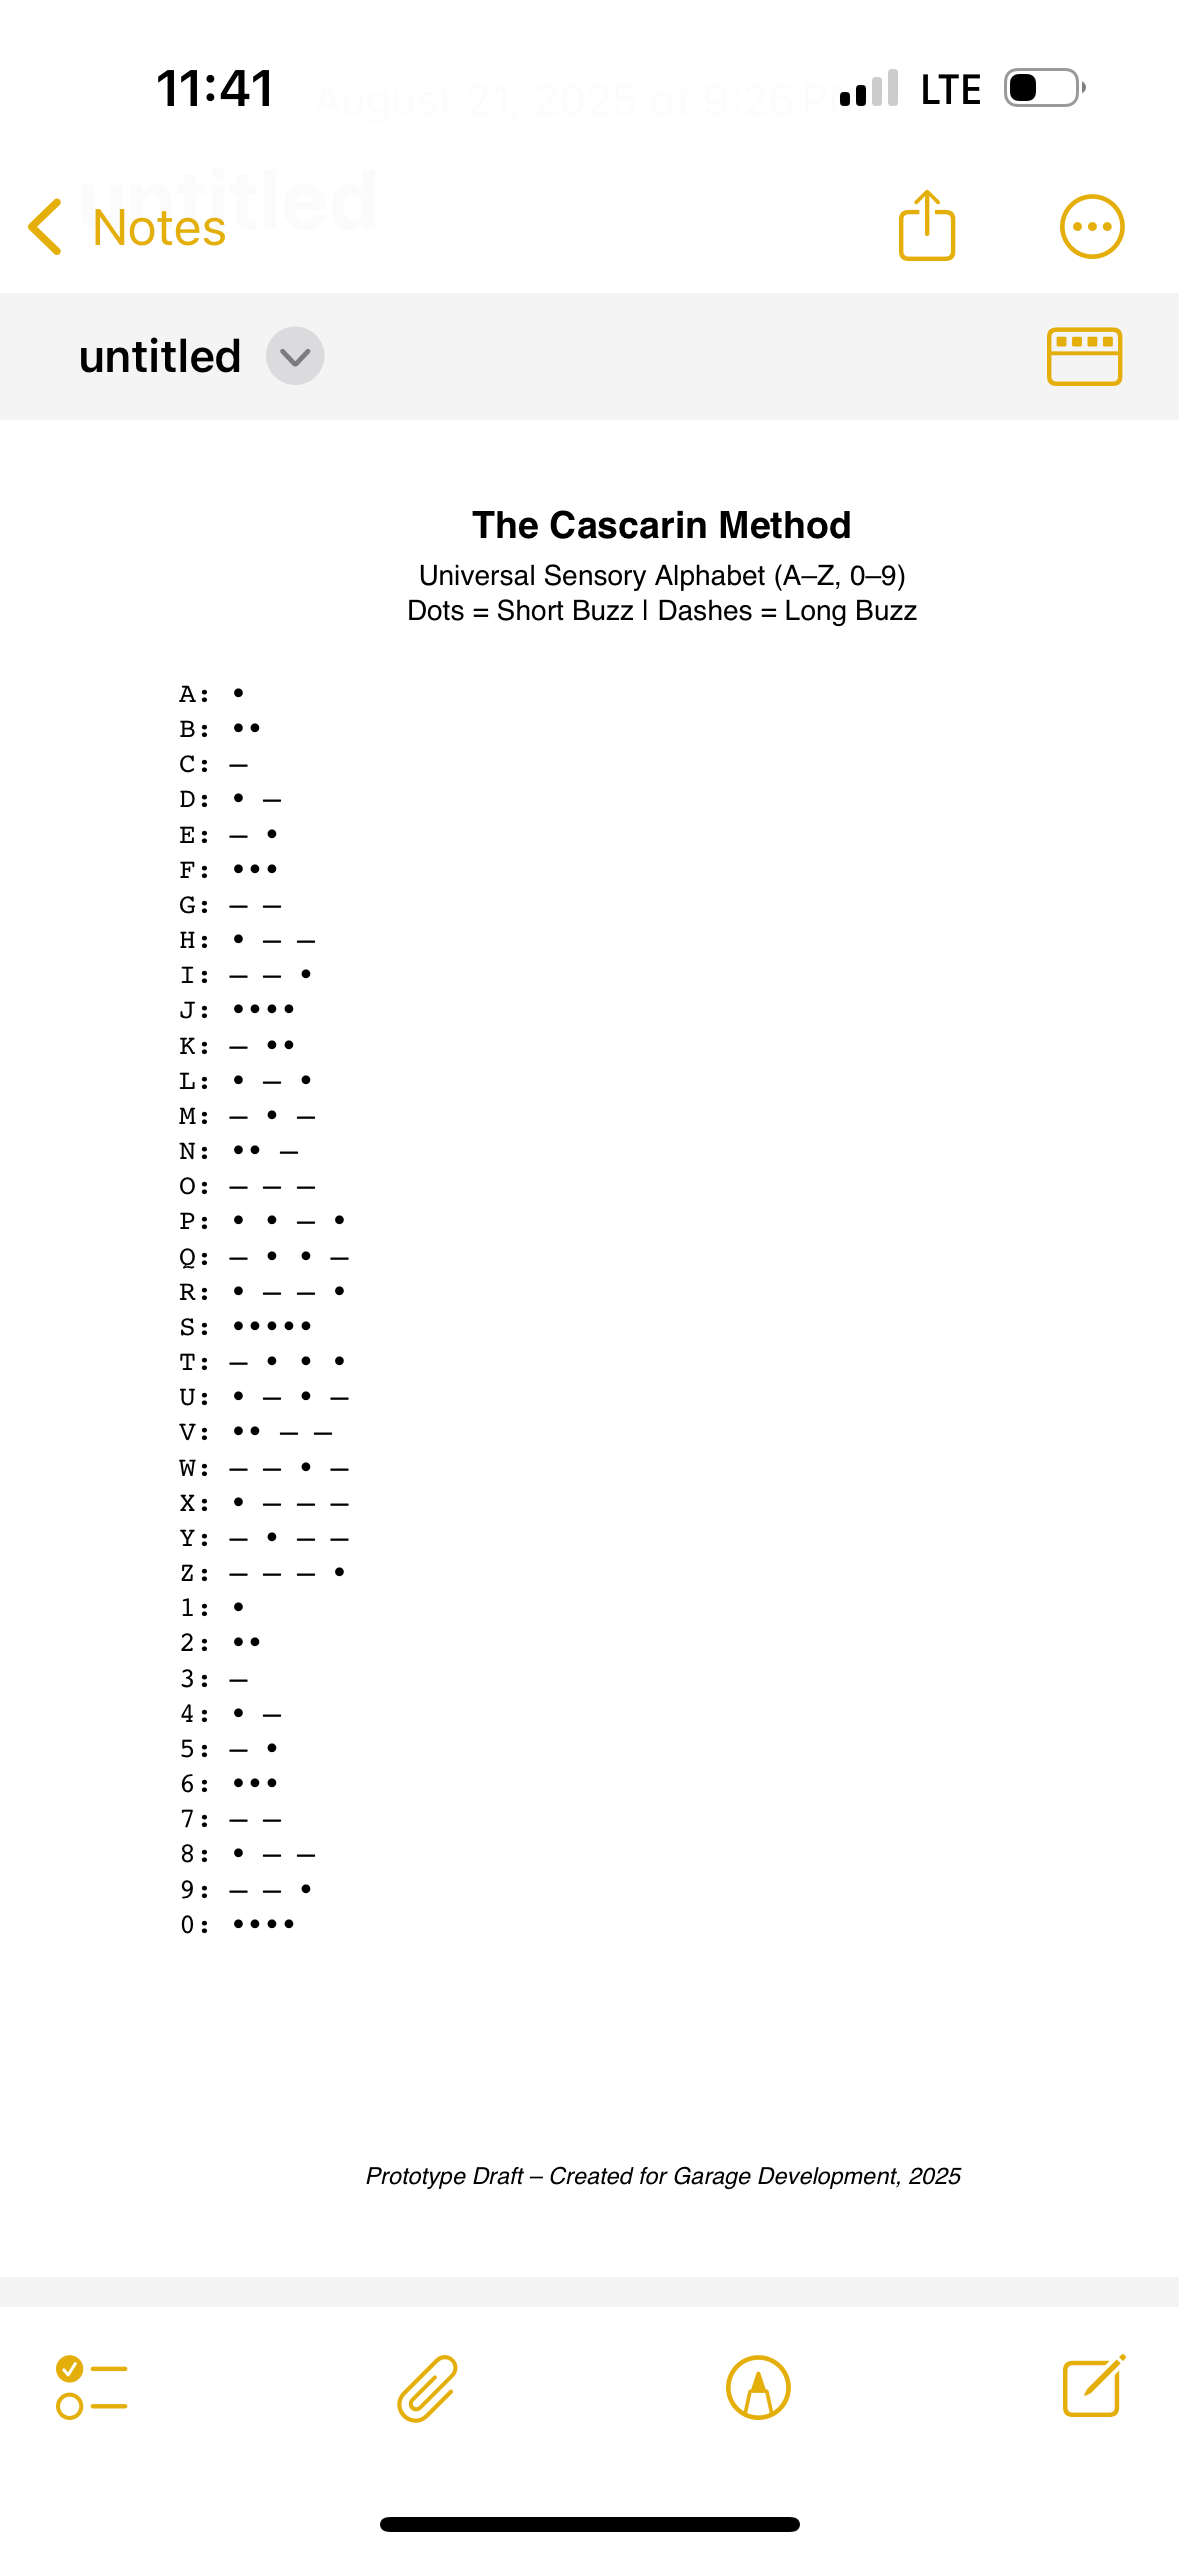 11:41
LTE
August 21, 2025 at 9:26 P
untitled
Notes
untitled
The Cascarin Method
Universal Sensory Alphabet (A–Z, 0–9)
Dots = Short Buzz | Dashes = Long Buzz
A: •
B: ••
C: –
D: • –
E: – •
F: •••
G: – –
H: • – –
I: – – •
J: ••••
K: – ••
L: • – •
M: – • –
N: •• –
O: – – –
P: • • – •
Q: – • • –
R: • – – •
S: •••••
T: – • • •
U: • – • –
V: •• – –
W: – – • –
X: • – – –
Y: – • – –
Z: – – – •
1: •
2: ••
3: –
4: • –
5: – •
6: •••
7: – –
8: • – –
9: – – •
0: ••••
Prototype Draft – Created for Garage Development, 2025